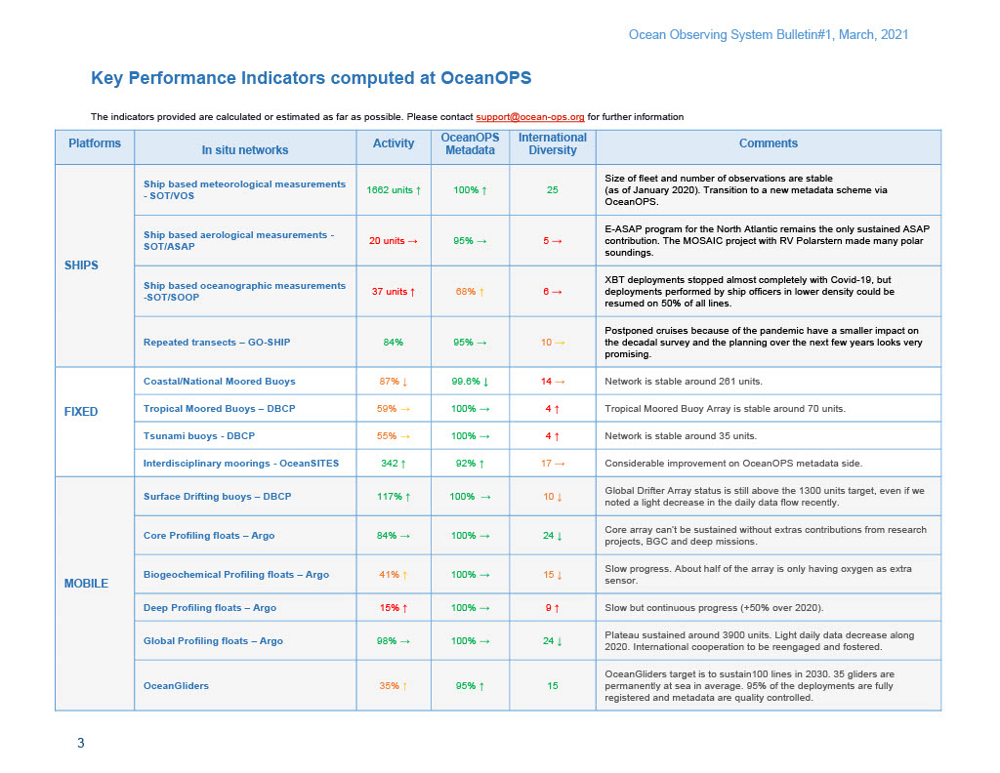 Ocean Observing System Bulletin#1, March, 2021
Key Performance Indicators computed at OceanOPS
The indicators provided are calculated or estimated as far as possible. Please contact support@ocean-ops.org for further information
Platforms
In situ networks
Activity
OceanOPS
Metadata
International
Diversity
Comments
SHIPS
Ship based meteorological measurements
- SOT/VOS
1662 units ↑
100% ↑
25
Size of fleet and number of observations are stable
(as of January 2020). Transition to a new metadata scheme via
OceanOPS.
Ship based aerological measurements -
SOT/ASAP
20 units →
95% →
5 →
E-ASAP program for the North Atlantic remains the only sustained ASAP
contribution. The MOSAIC project with RV Polarstern made many polar
soundings.
Ship based oceanographic measurements
-SOT/SOOP
37 units ↑
68% ↑
6 →
XBT deployments stopped almost completely with Covid-19, but
deployments performed by ship officers in lower density could be
resumed on 50% of all lines.
Repeated transects – GO-SHIP
84%
95% →
10 →
Postponed cruises because of the pandemic have a smaller impact on
the decadal survey and the planning over the next few years looks very
promising.
FIXED
Coastal/National Moored Buoys
87% ↓
99.6% ↓
14 →
Network is stable around 261 units.
Tropical Moored Buoys – DBCP
59% →
100% →
4 ↑
Tropical Moored Buoy Array is stable around 70 units.
Tsunami buoys - DBCP
55% →
100% →
4 ↑
Network is stable around 35 units.
Interdisciplinary moorings - OceanSITES
342 ↑
92% ↑
17 →
Considerable improvement on OceanOPS metadata side.
MOBILE
Surface Drifting buoys – DBCP
117% ↑
100% →
10 ↓
Global Drifter Array status is still above the 1300 units target, even if we
noted a light decrease in the daily data flow recently.
Core Profiling floats – Argo
84% →
100% →
24 ↓
Core array can't be sustained without extras contributions from research
projects, BGC and deep missions.
Biogeochemical Profiling floats – Argo
41% ↑
100% →
15 ↓
Slow progress. About half of the array is only having oxygen as extra
sensor.
Deep Profiling floats – Argo
15% ↑
100% →
9 ↑
Slow but continuous progress (+50% over 2020).
Global Profiling floats – Argo
98% →
100% →
24 ↓
Plateau sustained around 3900 units. Light daily data decrease along
2020. International cooperation to be reengaged and fostered.
OceanGliders
35% ↑
95% ↑
15
OceanGliders target is to sustain100 lines in 2030. 35 gliders are
permanently at sea in average. 95% of the deployments are fully
registered and metadata are quality controlled.
3